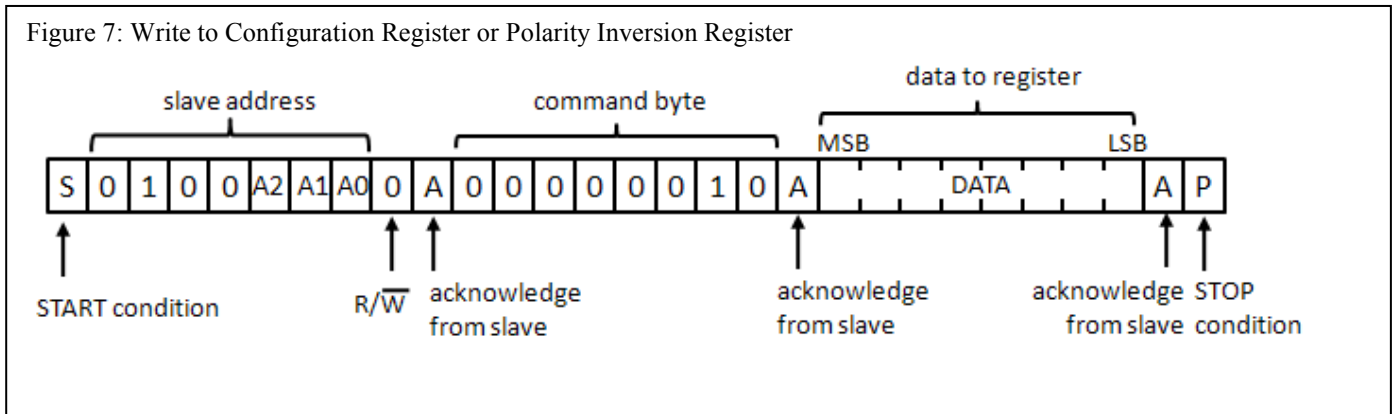 Figure 7: Write to Configuration Register or Polarity Inversion Register
data to register
slave address
command byte
MSB
LSB
S 0 1 0 0 A2 A1 A0 0 A 0 0 0 0 0 0 1 0 A DATA A P
START condition
R/W̅
acknowledge
from slave
acknowledge
from slave
acknowledge
from slave
STOP
condition